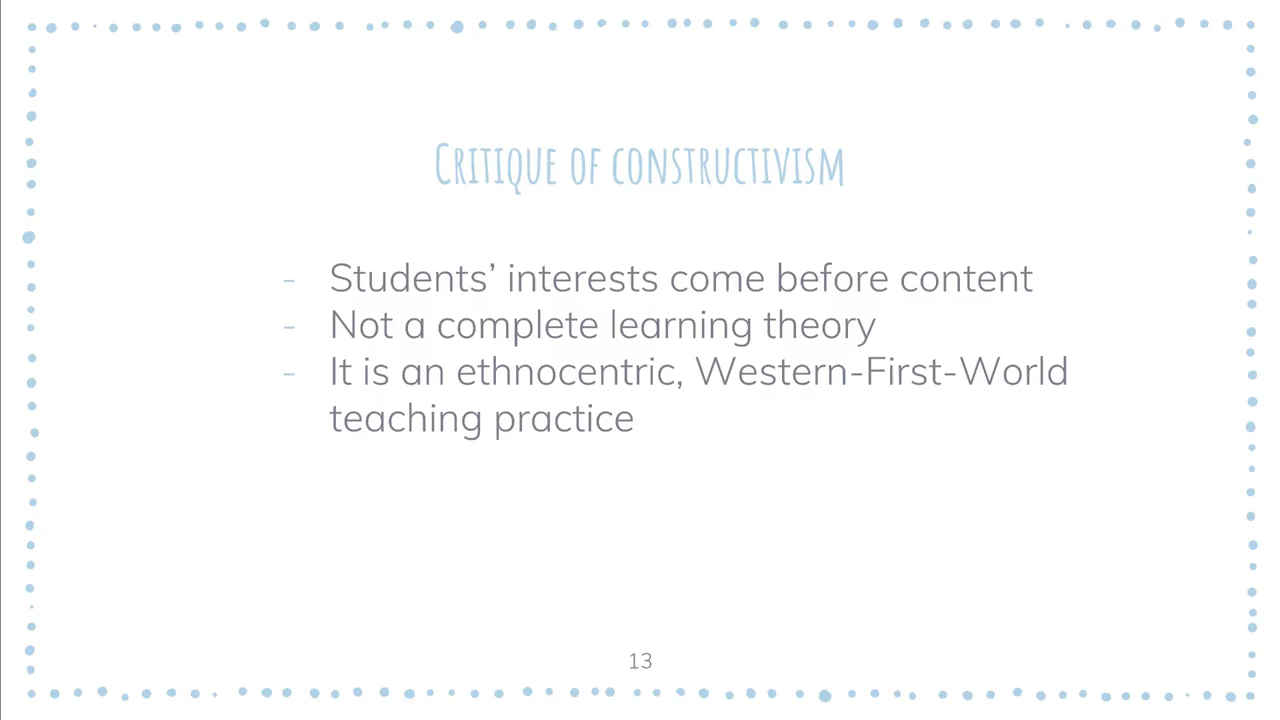 Critique of constructivism
- Students’ interests come before content
- Not a complete learning theory
- It is an ethnocentric, Western-First-World
teaching practice
13